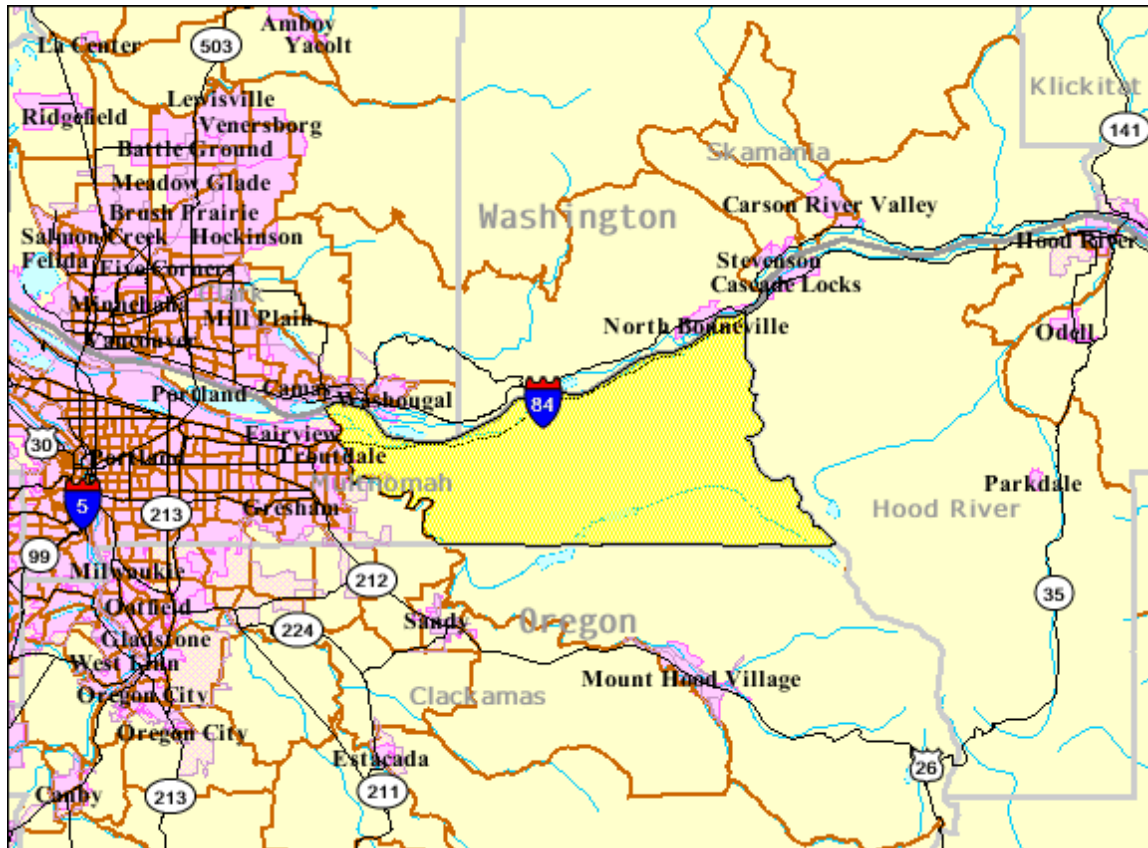 Amboy
La Center
Yacolt
503
Klickitat
Lewisville
Ridgefield
Venersborg
141
Battle Ground
Skamania
Meadow Glade
Carson River Valley
Brush Prairie
Washington
Salmon Creek
Hockinson
Hood River
Felida
Five Corners
Stevenson
Cascade Locks
Clark
Minnehaha
Mill Plain
North Bonneville
Odell
Vancouver
Camas
Portland
Washougal
84
Fairview
30
Portland
Troutdale
Multnomah
Parkdale
5
213
Gresham
Hood River
99
Milwaukie
212
35
Oatfield
Sandy
Oregon
224
Gladstone
West Linn
Mount Hood Village
Oregon City
Clackamas
Oregon City
Estacada
26
Canby
213
211